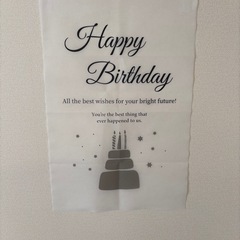 Happy
Birthday
All the best wishes for your bright future!
You're the best thing that
ever happened to us.